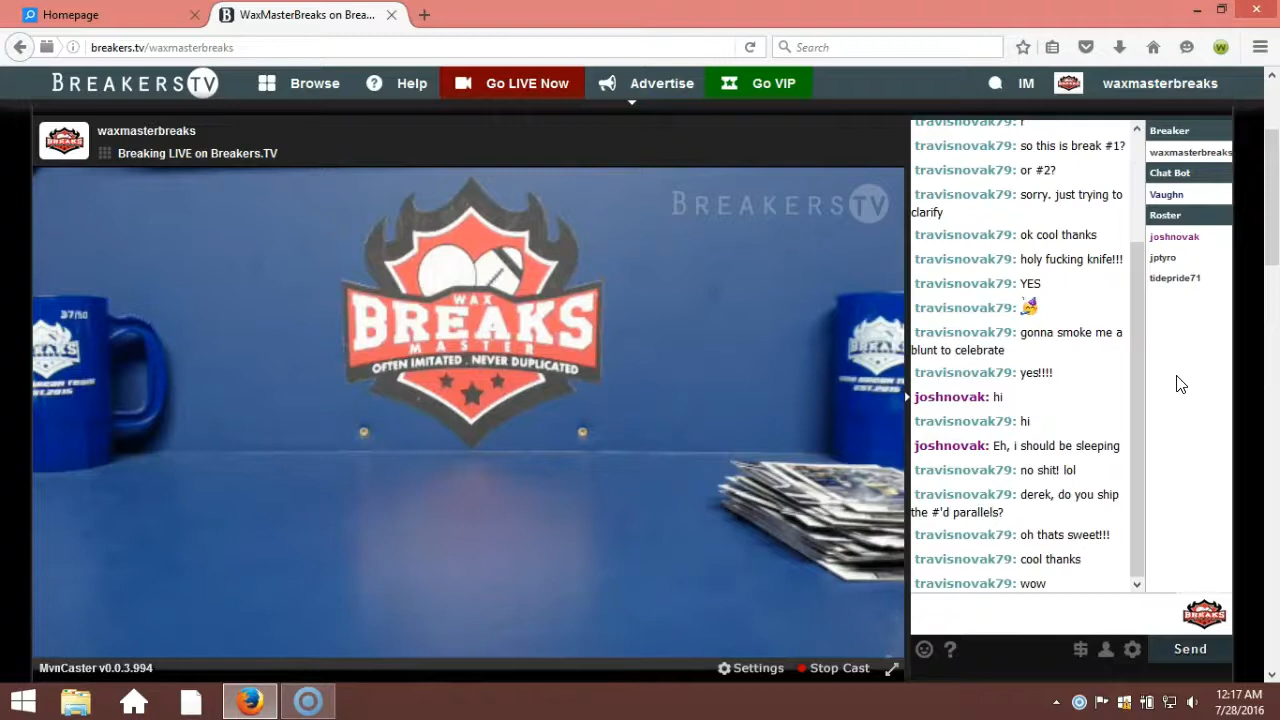 Homepage
WaxMasterBreaks on Brea...
breakers.tv/waxmasterbreaks
Search
BREAKERSTV
Browse
Help
Go LIVE Now
Advertise
Go VIP
IM
waxmasterbreaks
waxmasterbreaks
Breaking LIVE on Breakers.TV
BREAKERSTV
37/50
WAX
BREAKS
MASTER
OFTEN IMITATED . NEVER DUPLICATED
EST.2015
travisnovak79: r
travisnovak79: so this is break #1?
travisnovak79: or #2?
travisnovak79: sorry. just trying to
clarify
travisnovak79: ok cool thanks
travisnovak79: holy fucking knife!!!
travisnovak79: YES
travisnovak79:
travisnovak79: gonna smoke me a
blunt to celebrate
travisnovak79: yes!!!!
joshnovak: hi
travisnovak79: hi
joshnovak: Eh, i should be sleeping
travisnovak79: no shit! lol
travisnovak79: derek, do you ship
the #'d parallels?
travisnovak79: oh thats sweet!!!
travisnovak79: cool thanks
travisnovak79: wow
Breaker
waxmasterbreaks
Chat Bot
Vaughn
Roster
joshnovak
jptyro
tidepride71
BREAKS
Send
MvnCaster v0.0.3.994
Settings
Stop Cast
12:17 AM
7/28/2016